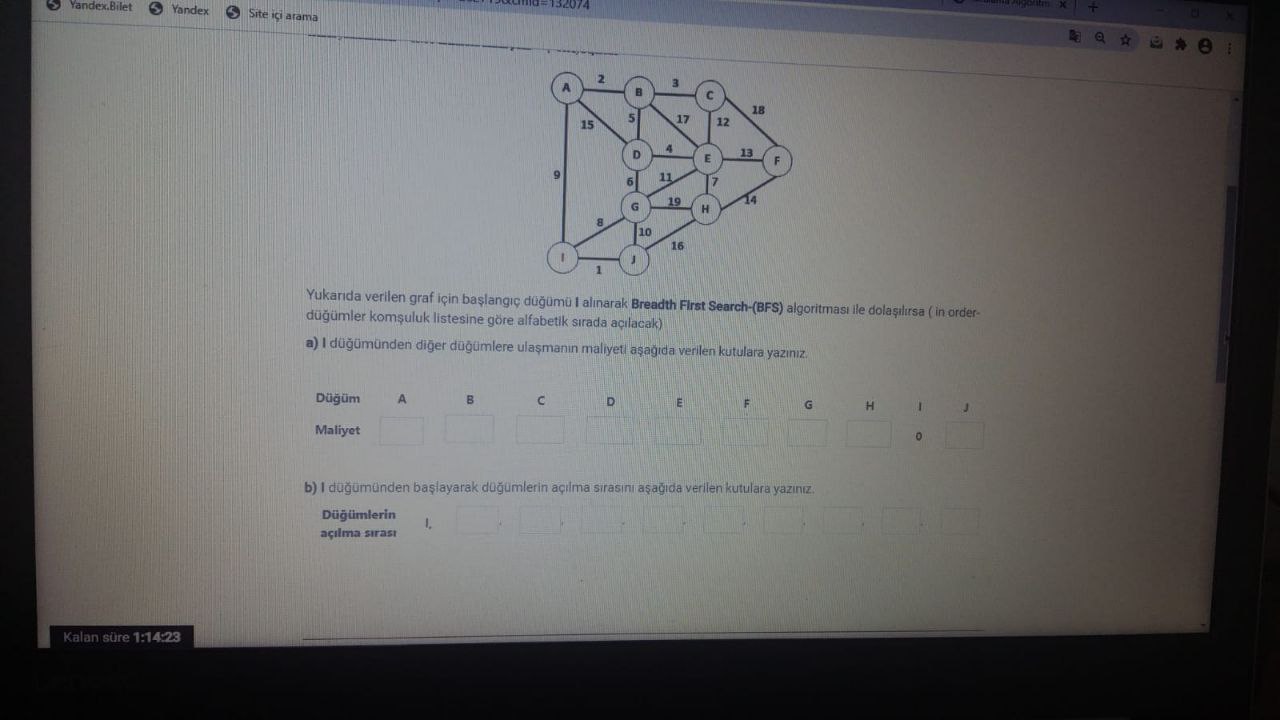 Yandex.Bilet Yandex Site içi arama
=132074
A 2 B 3 C
18
15 5 17 12
D 4 E 13 F
9
6 11 7
G 19 H 14
8
10
16
I 1 J
Yukarıda verilen graf için başlangıç düğümü I alınarak Breadth First Search-(BFS) algoritması ile dolaşılırsa ( in order-
düğümler komşuluk listesine göre alfabetik sırada açılacak)
a) I düğümünden diğer düğümlere ulaşmanın maliyeti aşağıda verilen kutulara yazınız.
Düğüm A B C D E F G H I J
Maliyet 0
b) I düğümünden başlayarak düğümlerin açılma sırasını aşağıda verilen kutulara yazınız.
Düğümlerin
açılma sırası I, , , , , , , ,
Kalan süre 1:14:23